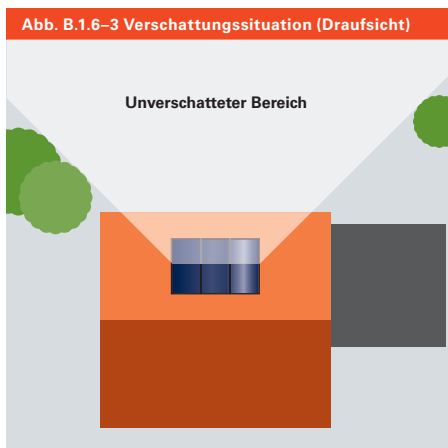 Abb. B.1.6–3 Verschattungssituation (Draufsicht)
Unverschatteter Bereich